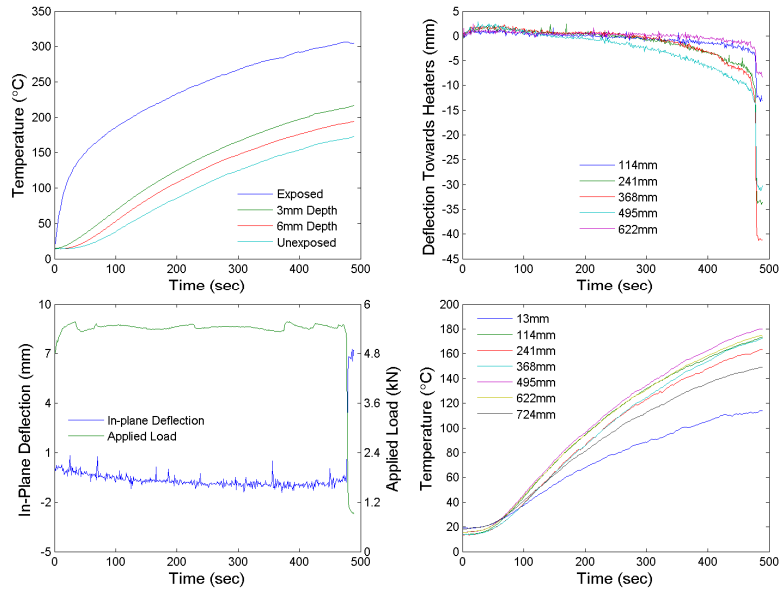 350
300
250
200
150
100
50
0
Temperature (°C)
Exposed
3mm Depth
6mm Depth
Unexposed
0 100 200 300 400 500
Time (sec)
5
0
-5
-10
-15
-20
-25
-30
-35
-40
-45
Deflection Towards Heaters (mm)
114mm
241mm
368mm
495mm
622mm
0 100 200 300 400 500
Time (sec)
10
7
4
1
-2
-5
In-Plane Deflection (mm)
In-plane Deflection
Applied Load
6
4.8
3.6
2.4
1.2
0
Applied Load (kN)
0 100 200 300 400 500
Time (sec)
200
180
160
140
120
100
80
60
40
20
0
Temperature (°C)
13mm
114mm
241mm
368mm
495mm
622mm
724mm
0 100 200 300 400 500
Time (sec)